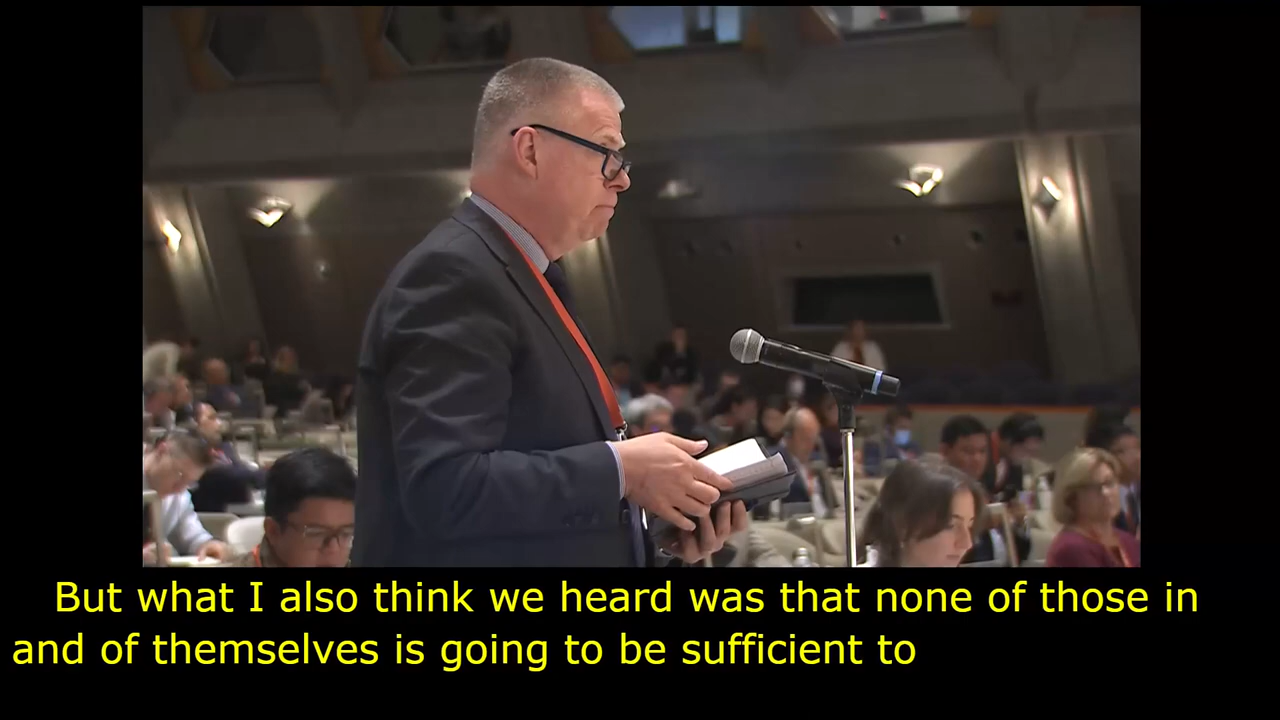 But what I also think we heard was that none of those in
and of themselves is going to be sufficient to